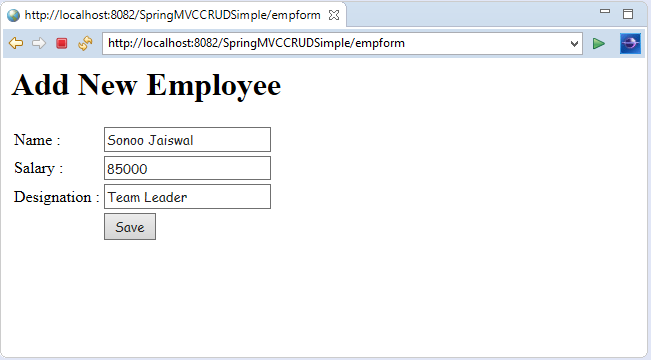 http://localhost:8082/SpringMVCCRUDSimple/empform
http://localhost:8082/SpringMVCCRUDSimple/empform
Add New Employee
Name : Sonoo Jaiswal
Salary : 85000
Designation : Team Leader
Save